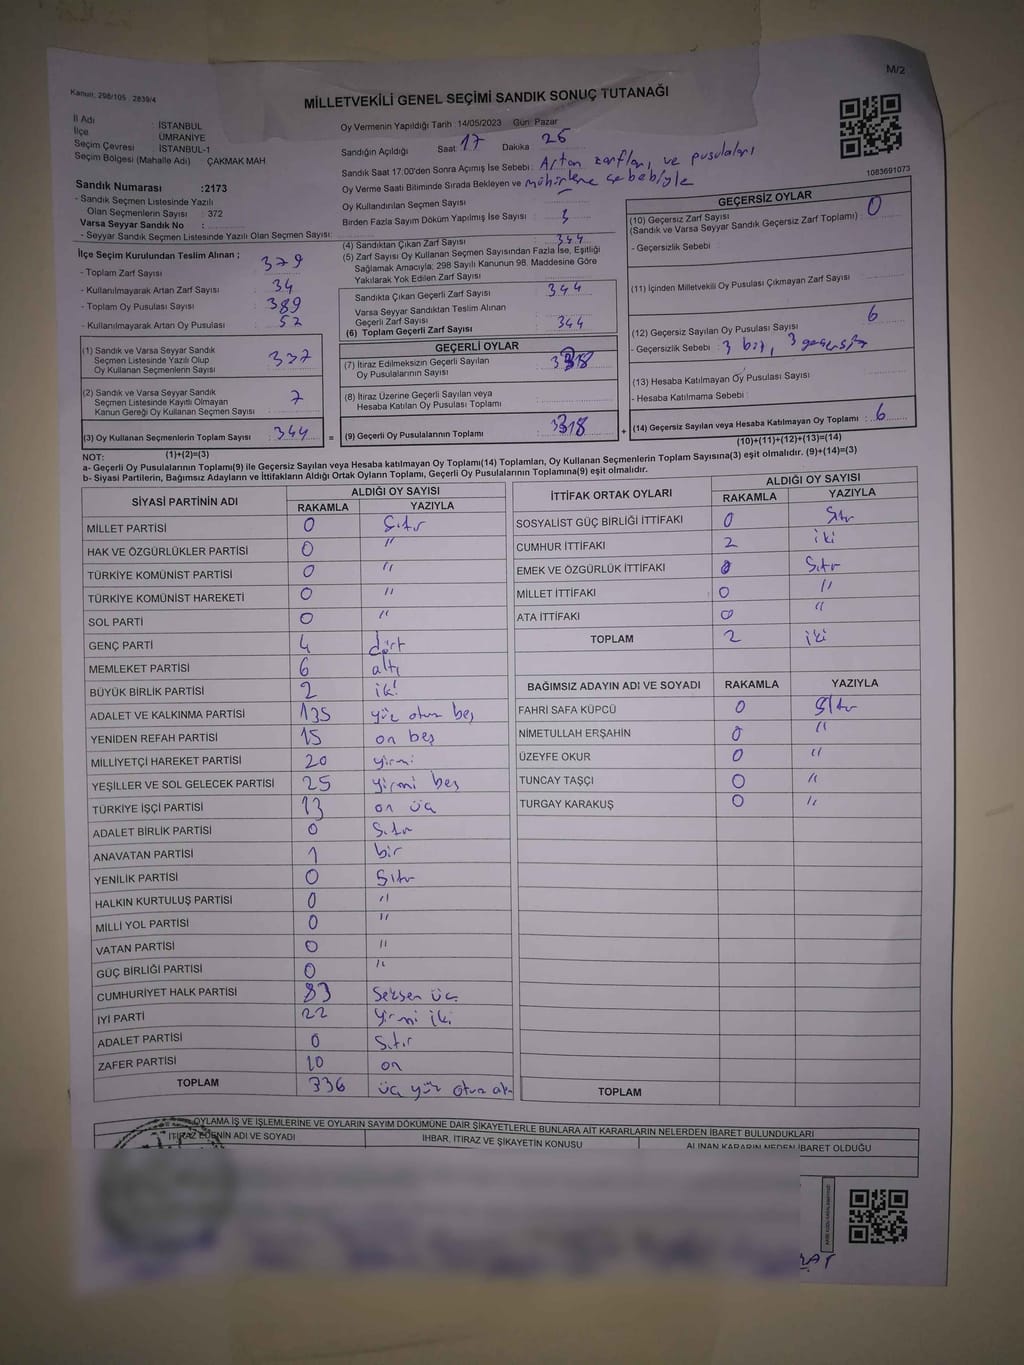 M/2
Kanun: 298/105 , 2839/4
MİLLETVEKİLİ GENEL SEÇİMİ SANDIK SONUÇ TUTANAĞI
İl Adı İSTANBUL
İlçe ÜMRANİYE
Seçim Çevresi İSTANBUL-1
Seçim Bölgesi (Mahalle Adı) ÇAKMAK MAH
Sandık Numarası :2173
- Sandık Seçmen Listesinde Yazılı
Olan Seçmenlerin Sayısı : 372
Varsa Seyyar Sandık No :
- Seyyar Sandık Seçmen Listesinde Yazılı Olan Seçmen Sayısı:
İlçe Seçim Kurulundan Teslim Alınan ;
- Toplam Zarf Sayısı : 379
- Kullanılmayarak Artan Zarf Sayısı : 34
- Toplam Oy Pusulası Sayısı : 389
- Kullanılmayarak Artan Oy Pusulası : 52
(1) Sandık ve Varsa Seyyar Sandık
Seçmen Listesinde Yazılı Olup
Oy Kullanan Seçmenlerin Sayısı : 337
(2) Sandık ve Varsa Seyyar Sandık
Seçmen Listesinde Kayıtlı Olmayan
Kanun Gereği Oy Kullanan Seçmen Sayısı : 7
(3) Oy Kullanan Seçmenlerin Toplam Sayısı : 344
(1)+(2)=(3)
Oy Vermenin Yapıldığı Tarih 14/05/2023 Gün: Pazar
Sandığın Açıldığı Saat 17 Dakika 26
Sandık Saat 17:00'den Sonra Açılmış İse Sebebi: Artan zarfları, ve pusulaları
Oy Verme Saati Bitiminde Sırada Bekleyen ve mühürleme sebebiyle
Oy Kullandırılan Seçmen Sayısı
Birden Fazla Sayım Döküm Yapılmış İse Sayısı : 3
(4) Sandıktan Çıkan Zarf Sayısı : 344
(5) Zarf Sayısı Oy Kullanan Seçmen Sayısından Fazla İse, Eşitliği
Sağlamak Amacıyla; 298 Sayılı Kanunun 98. Maddesine Göre
Yakılarak Yok Edilen Zarf Sayısı :
Sandıkta Çıkan Geçerli Zarf Sayısı : 344
Varsa Seyyar Sandıktan Teslim Alınan
Geçerli Zarf Sayısı :
(6) Toplam Geçerli Zarf Sayısı : 344
GEÇERLİ OYLAR
(7) İtiraz Edilmeksizin Geçerli Sayılan
Oy Pusulalarının Sayısı :
(8) İtiraz Üzerine Geçerli Sayılan veya
Hesaba Katılan Oy Pusulası Toplamı :
= (9) Geçerli Oy Pusulalarının Toplamı : +
1083691073
GEÇERSİZ OYLAR
(10) Geçersiz Zarf Sayısı : 0
(Sandık ve Varsa Seyyar Sandık Geçersiz Zarf Toplamı)
- Geçersizlik Sebebi :
(11) İçinden Milletvekili Oy Pusulası Çıkmayan Zarf Sayısı
(12) Geçersiz Sayılan Oy Pusulası Sayısı : 6
- Geçersizlik Sebebi : 3 boş, 3 geçersiz
(13) Hesaba Katılmayan Oy Pusulası Sayısı :
- Hesaba Katılmama Sebebi :
(14) Geçersiz Sayılan veya Hesaba Katılmayan Oy Toplamı : 6
(10)+(11)+(12)+(13)=(14)
NOT:
a- Geçerli Oy Pusulalarının Toplamı(9) ile Geçersiz Sayılan veya Hesaba katılmayan Oy Toplamı(14) Toplamları, Oy Kullanan Seçmenlerin Toplam Sayısına(3) eşit olmalıdır. (9)+(14)=(3)
b- Siyasi Partilerin, Bağımsız Adayların ve İttifakların Aldığı Ortak Oyların Toplamı, Geçerli Oy Pusulalarının Toplamına(9) eşit olmalıdır.
SİYASİ PARTİNİN ADI ALDIĞI OY SAYISI
RAKAMLA YAZIYLA
MİLLET PARTİSİ 0 Sıfır
HAK VE ÖZGÜRLÜKLER PARTİSİ 0 "
TÜRKİYE KOMÜNİST PARTİSİ 0 "
TÜRKİYE KOMÜNİST HAREKETİ 0 "
SOL PARTİ 0 "
GENÇ PARTİ 4 dört
MEMLEKET PARTİSİ 6 altı
BÜYÜK BİRLİK PARTİSİ 2 iki
ADALET VE KALKINMA PARTİSİ 135 yüz otuz beş
YENİDEN REFAH PARTİSİ 15 on beş
MİLLİYETÇİ HAREKET PARTİSİ 20 yirmi
YEŞİLLER VE SOL GELECEK PARTİSİ 25 yirmi beş
TÜRKİYE İŞÇİ PARTİSİ 13 on üç
ADALET BİRLİK PARTİSİ 0 Sıfır
ANAVATAN PARTİSİ 1 bir
YENİLİK PARTİSİ 0 Sıfır
HALKIN KURTULUŞ PARTİSİ 0 "
MİLLİ YOL PARTİSİ 0 "
VATAN PARTİSİ 0 "
GÜÇ BİRLİĞİ PARTİSİ 0 "
CUMHURİYET HALK PARTİSİ 83 Seksen üç
İYİ PARTİ 22 yirmi iki
ADALET PARTİSİ 0 Sıfır
ZAFER PARTİSİ 10 on
TOPLAM 336 üç yüz otuz altı
İTTİFAK ORTAK OYLARI ALDIĞI OY SAYISI
RAKAMLA YAZIYLA
SOSYALİST GÜÇ BİRLİĞİ İTTİFAKI 0 Sıfır
CUMHUR İTTİFAKI 2 iki
EMEK VE ÖZGÜRLÜK İTTİFAKI 0 Sıfır
MİLLET İTTİFAKI 0 "
ATA İTTİFAKI 0 "
TOPLAM 2 iki
BAĞIMSIZ ADAYIN ADI VE SOYADI RAKAMLA YAZIYLA
FAHRİ SAFA KÜPCÜ 0 Sıfır
NİMETULLAH ERŞAHİN 0 "
ÜZEYFE OKUR 0 "
TUNCAY TAŞÇI 0 "
TURGAY KARAKUŞ 0 "
TOPLAM
OYLAMA İŞ VE İŞLEMLERİNE VE OYLARIN SAYIM DÖKÜMÜNE DAİR ŞİKAYETLERLE BUNLARA AİT KARARLARIN NELERDEN İBARET BULUNDUKLARI
İTİRAZ EDENİN ADI VE SOYADI İHBAR, İTİRAZ VE ŞİKAYETİN KONUSU ALINAN KARARIN NEDEN İBARET OLDUĞU